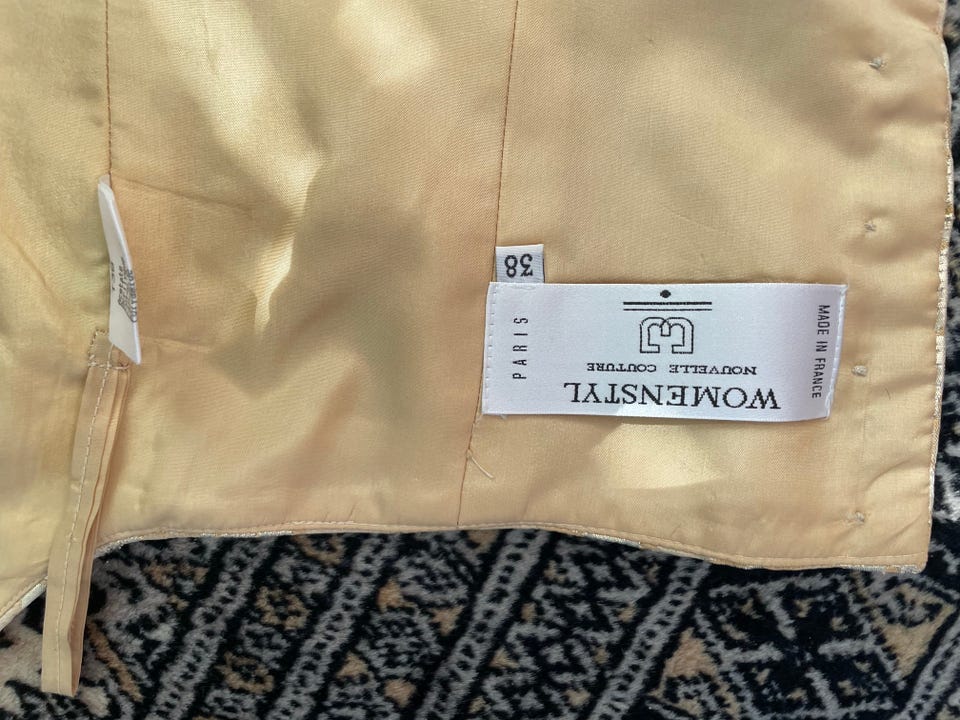 WOMENSTYL
NOUVELLE COUTURE
PARIS
MADE IN FRANCE
38